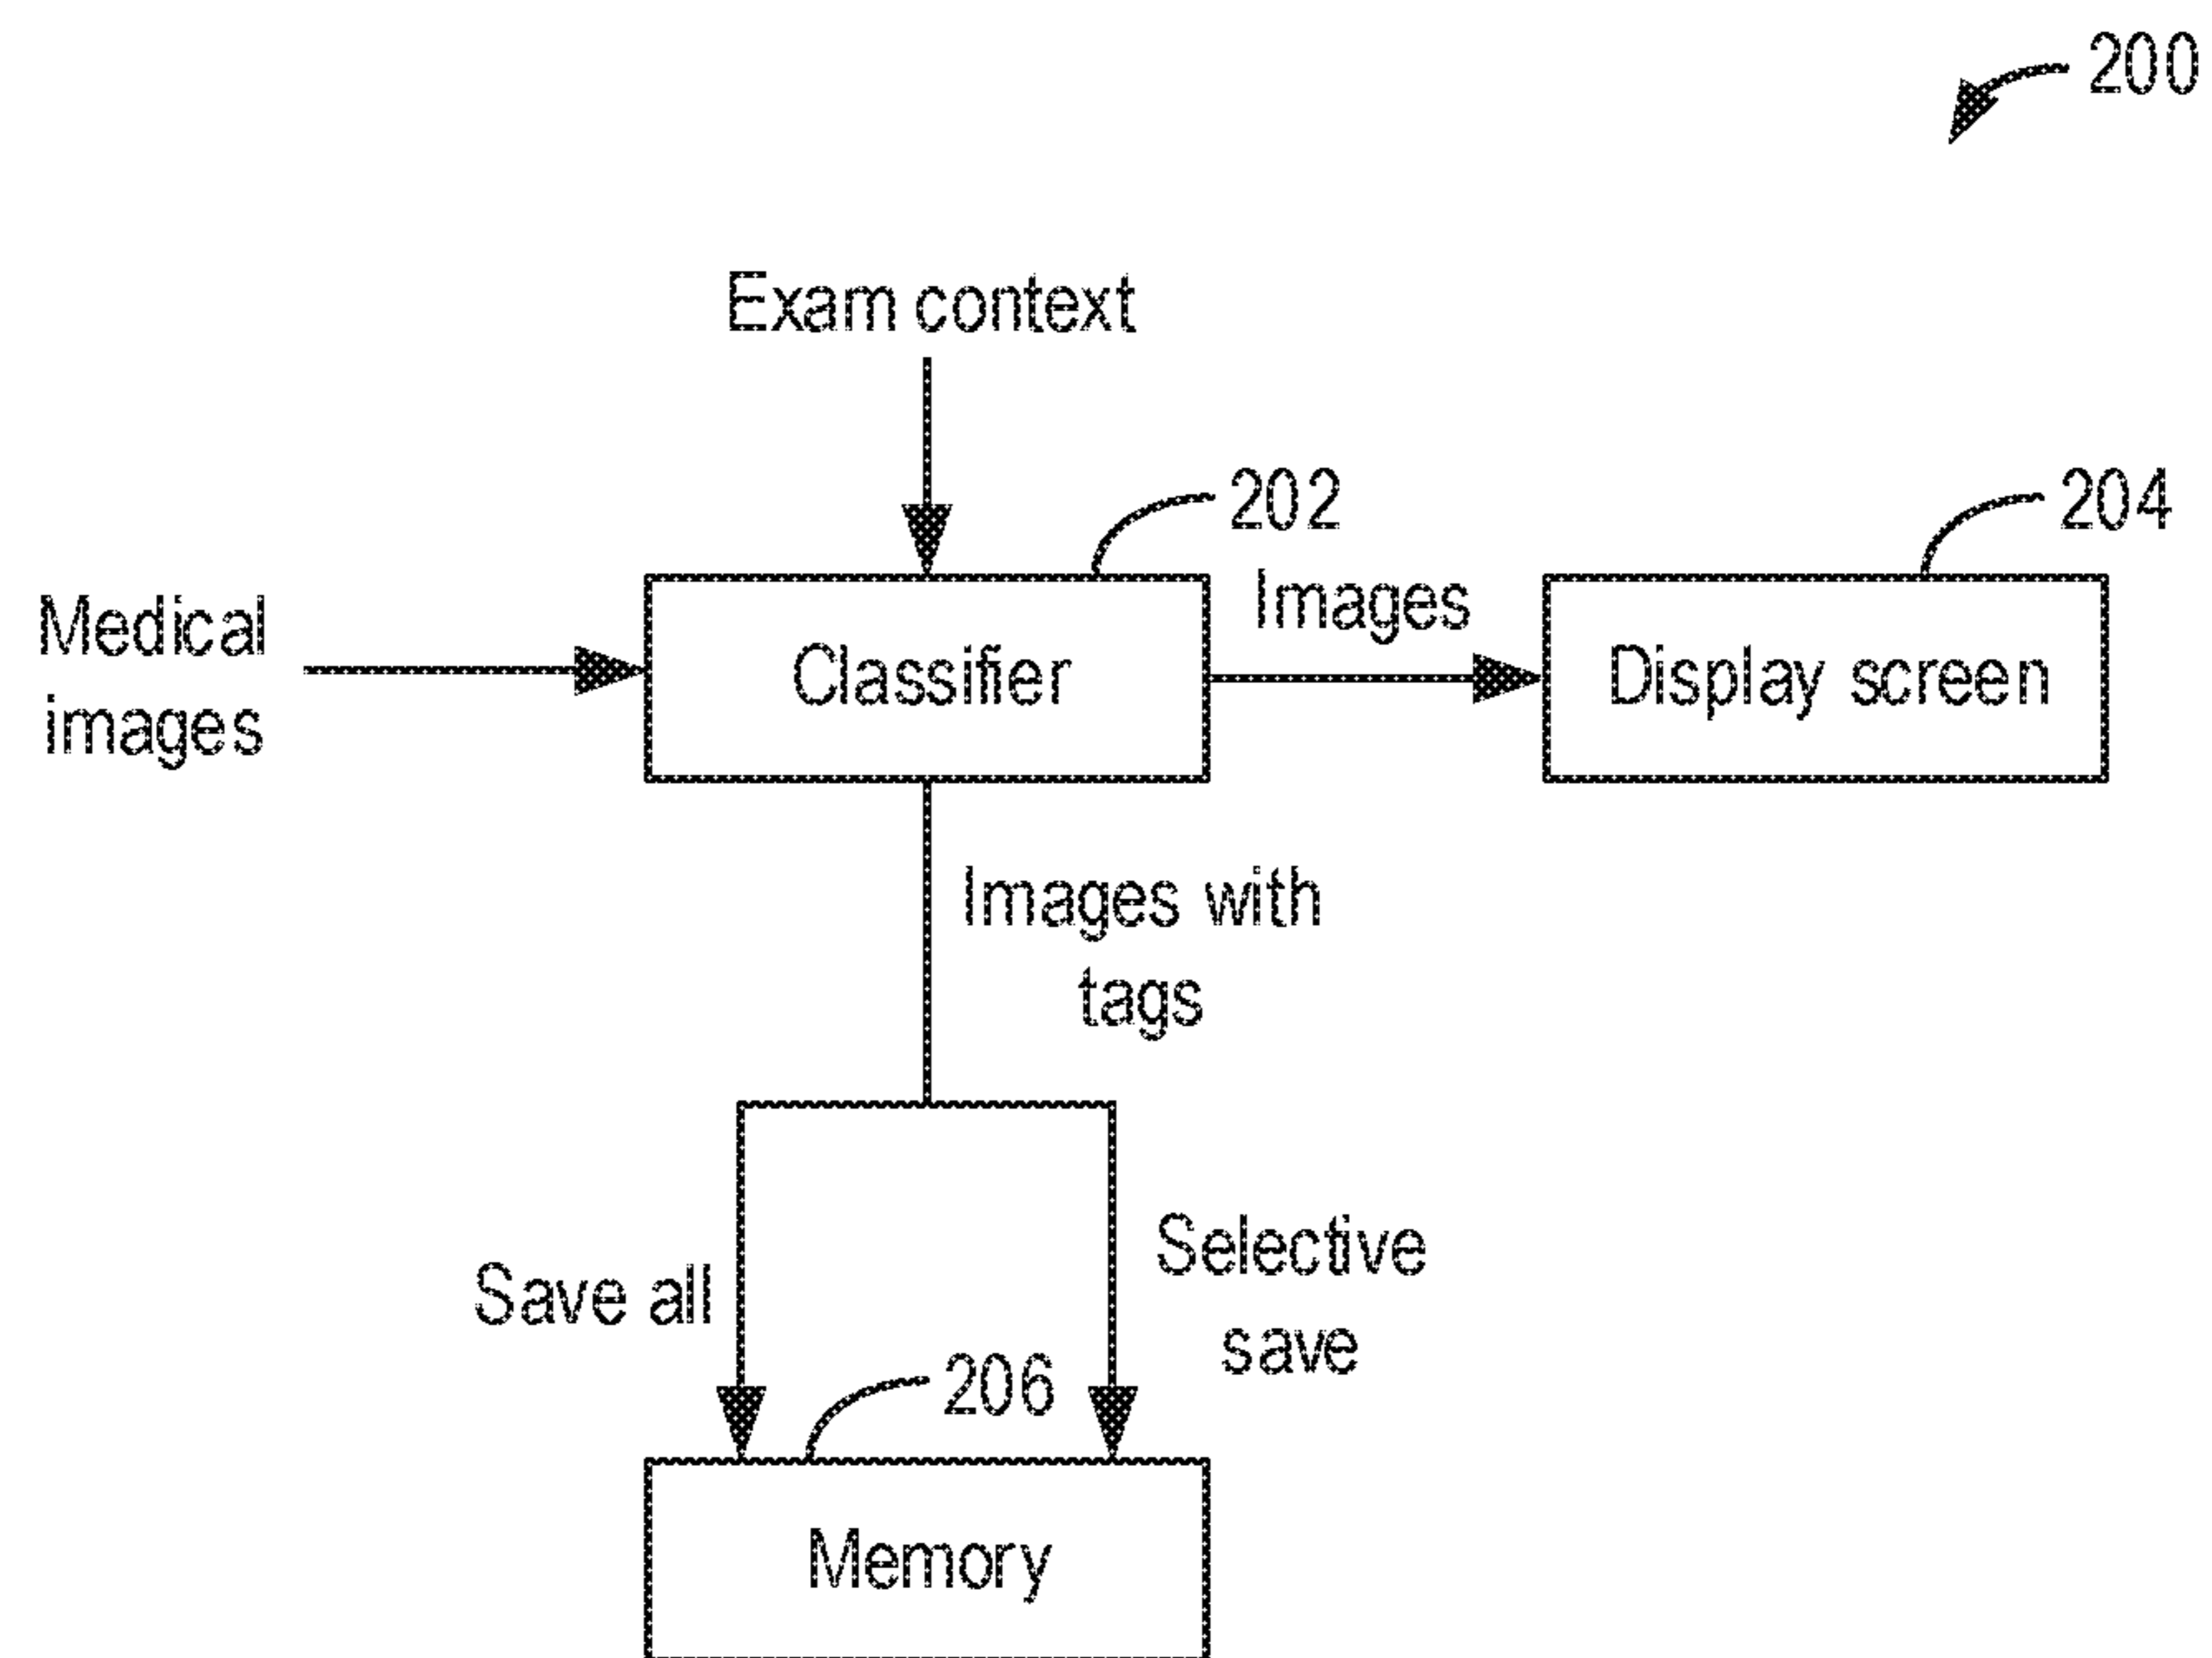 200
Exam context
202
204
Medical
images
Classifier
Images
Display screen
Images with
tags
Save all
Selective
save
206
Memory